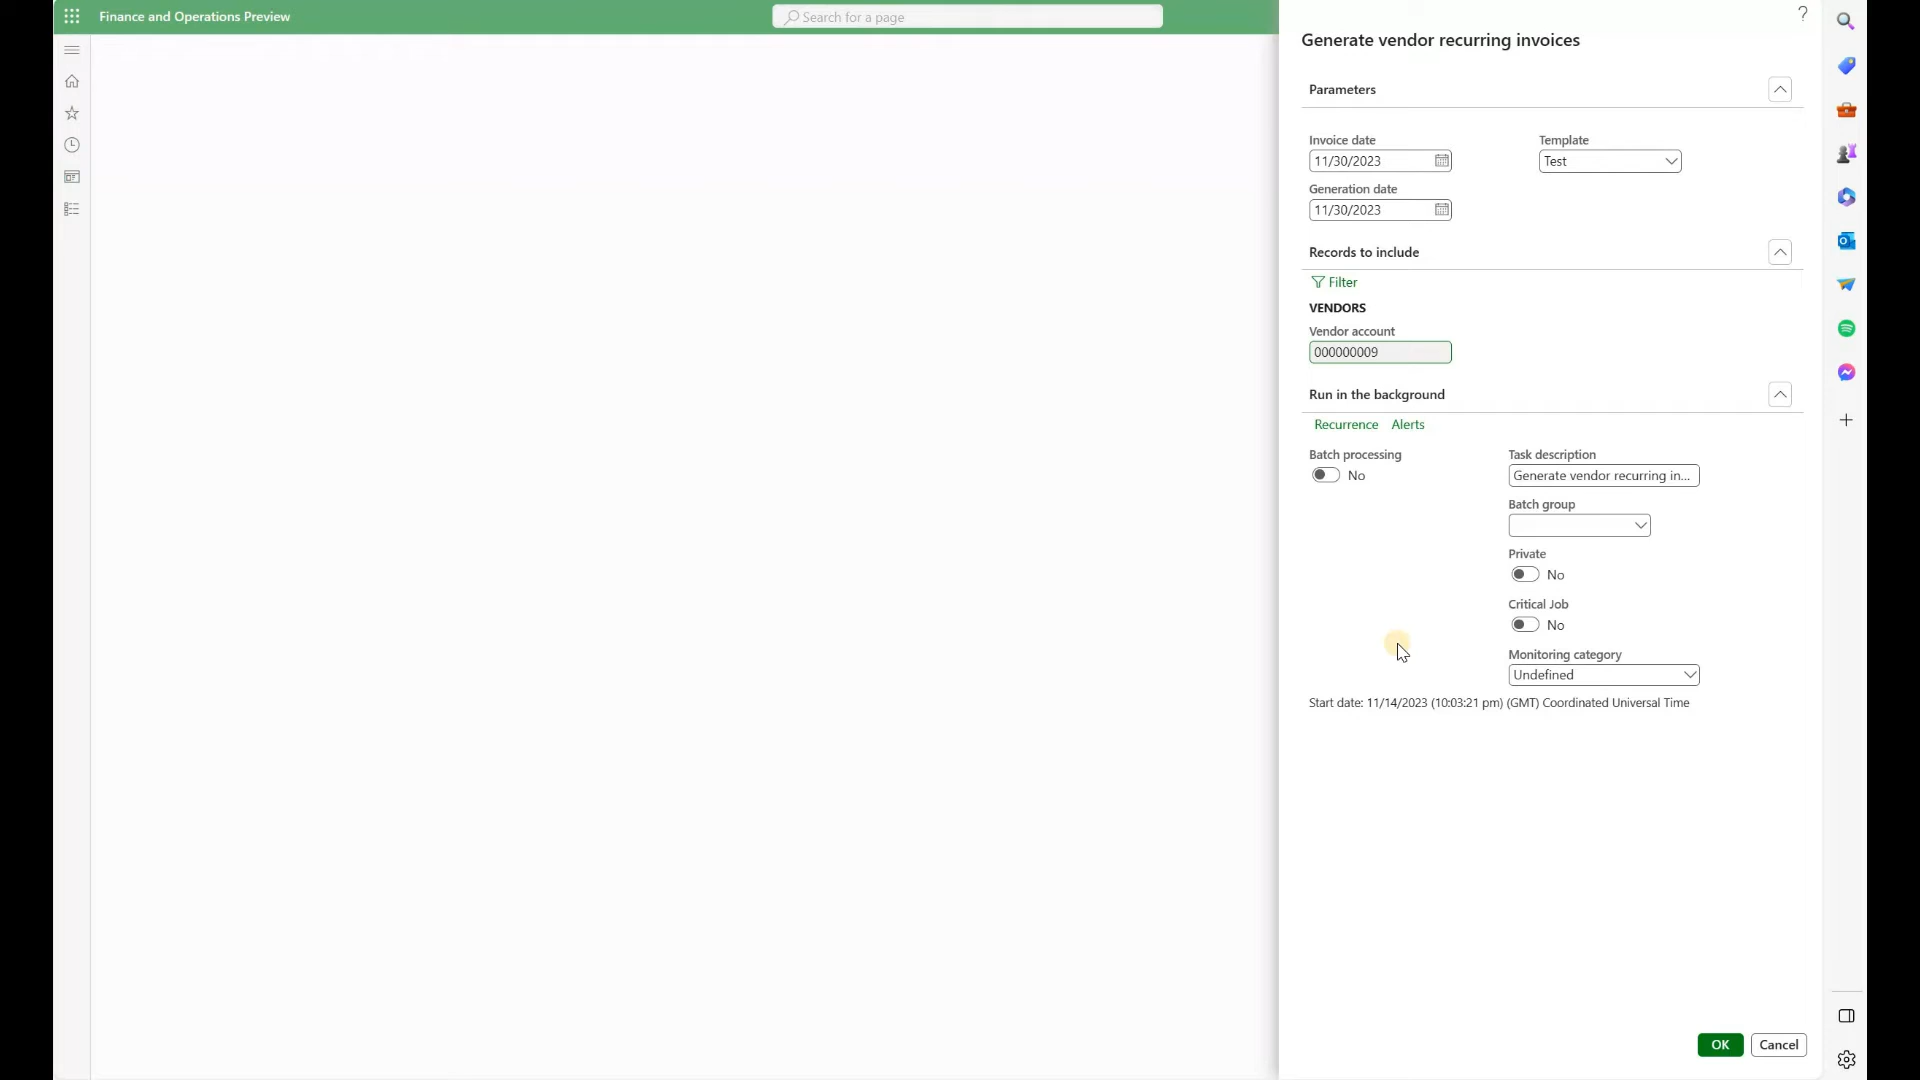 Finance and Operations Preview
Search for a page
?
Generate vendor recurring invoices
Parameters
Invoice date
Template
11/30/2023
Test
Generation date
11/30/2023
Records to include
Filter
VENDORS
Vendor account
000000009
Run in the background
Recurrence Alerts
Batch processing
Task description
No
Generate vendor recurring in...
Batch group
Private
No
Critical Job
No
Monitoring category
Undefined
Start date: 11/14/2023 (10:03:21 pm) (GMT) Coordinated Universal Time
OK
Cancel